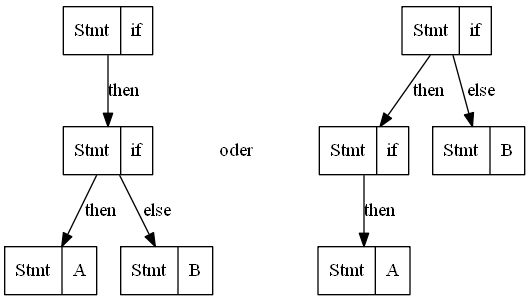 Stmt if Stmt if
then then else
Stmt if oder Stmt if Stmt B
then else then
Stmt A Stmt B Stmt A